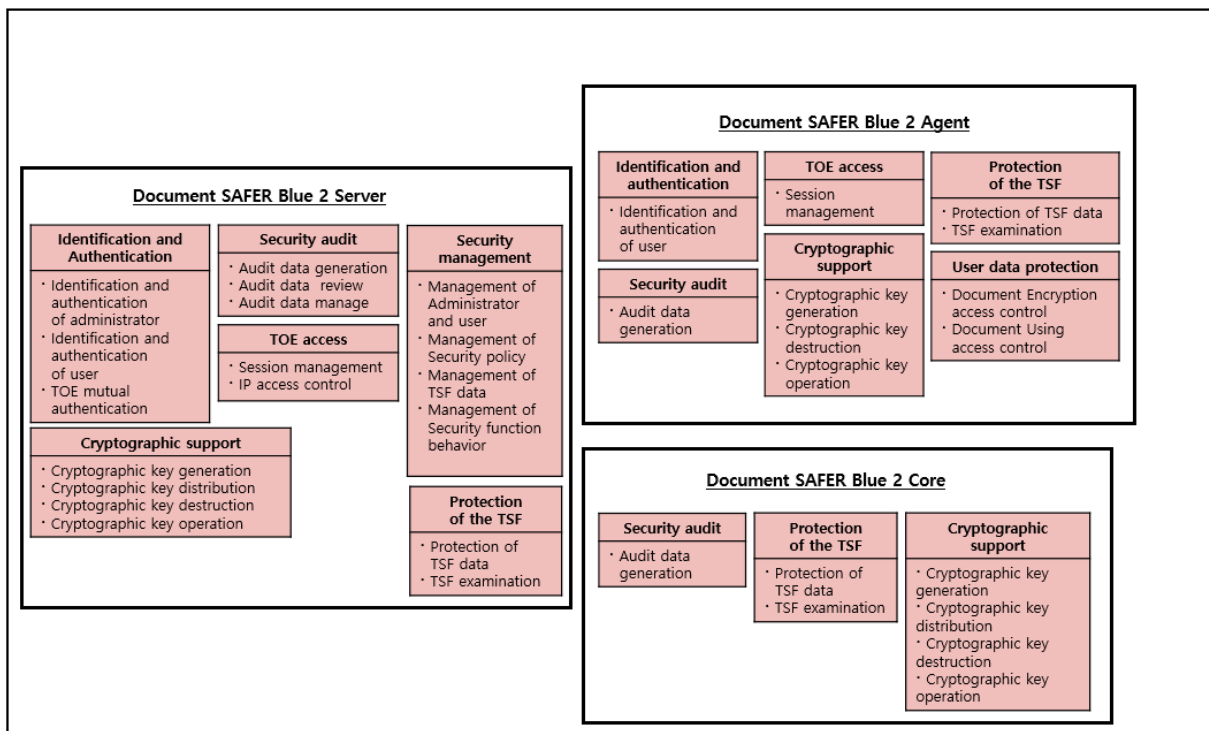 Document SAFER Blue 2 Server
Identification and
Authentication
· Identification and
authentication
of administrator
· Identification and
authentication
of user
· TOE mutual
authentication
Security audit
· Audit data generation
· Audit data  review
· Audit data manage
TOE access
· Session management
· IP access control
Security
management
· Management of
Administrator
and user
· Management of
Security policy
· Management of
TSF data
· Management of
Security function
behavior
Cryptographic support
· Cryptographic key generation
· Cryptographic key distribution
· Cryptographic key destruction
· Cryptographic key operation
Protection
of the TSF
· Protection of
TSF data
· TSF examination
Document SAFER Blue 2 Agent
Identification and
authentication
· Identification and
authentication
of user
Security audit
· Audit data
generation
TOE access
· Session
management
Cryptographic
support
· Cryptographic key
generation
· Cryptographic key
destruction
· Cryptographic key
operation
Protection
of the TSF
· Protection of TSF data
· TSF examination
User data protection
· Document Encryption
access control
· Document Using
access control
Document SAFER Blue 2 Core
Security audit
· Audit data
generation
Protection
of the TSF
· Protection of
TSF data
· TSF examination
Cryptographic
support
· Cryptographic key
generation
· Cryptographic key
distribution
· Cryptographic key
destruction
· Cryptographic key
operation